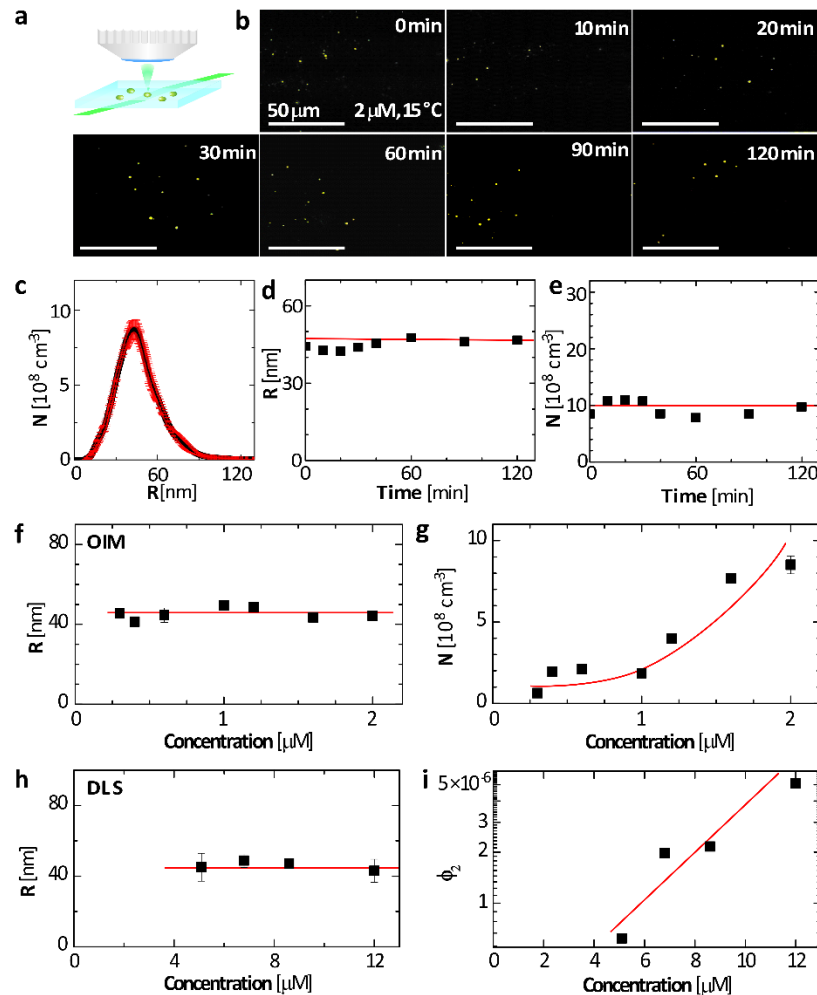 a
b
0 min
10 min
20 min
50 μm
2 μM, 15 °C
30 min
60 min
90 min
120 min
c
d
e
10
5
0
N [10⁸ cm⁻³]
0
60
120
R[nm]
60
40
20
0
R [nm]
0
60
120
Time [min]
30
20
10
0
N [10⁸ cm⁻³]
0
60
120
Time [min]
f
OIM
g
80
40
0
R [nm]
0
1
2
Concentration [μM]
10
5
0
N [10⁸ cm⁻³]
0
1
2
Concentration [μM]
h
DLS
i
80
40
0
R [nm]
0
4
8
12
Concentration [μM]
5×10⁻⁶
3
2
1
ϕ₂
0
2
4
6
8
10
12
Concentration [μM]